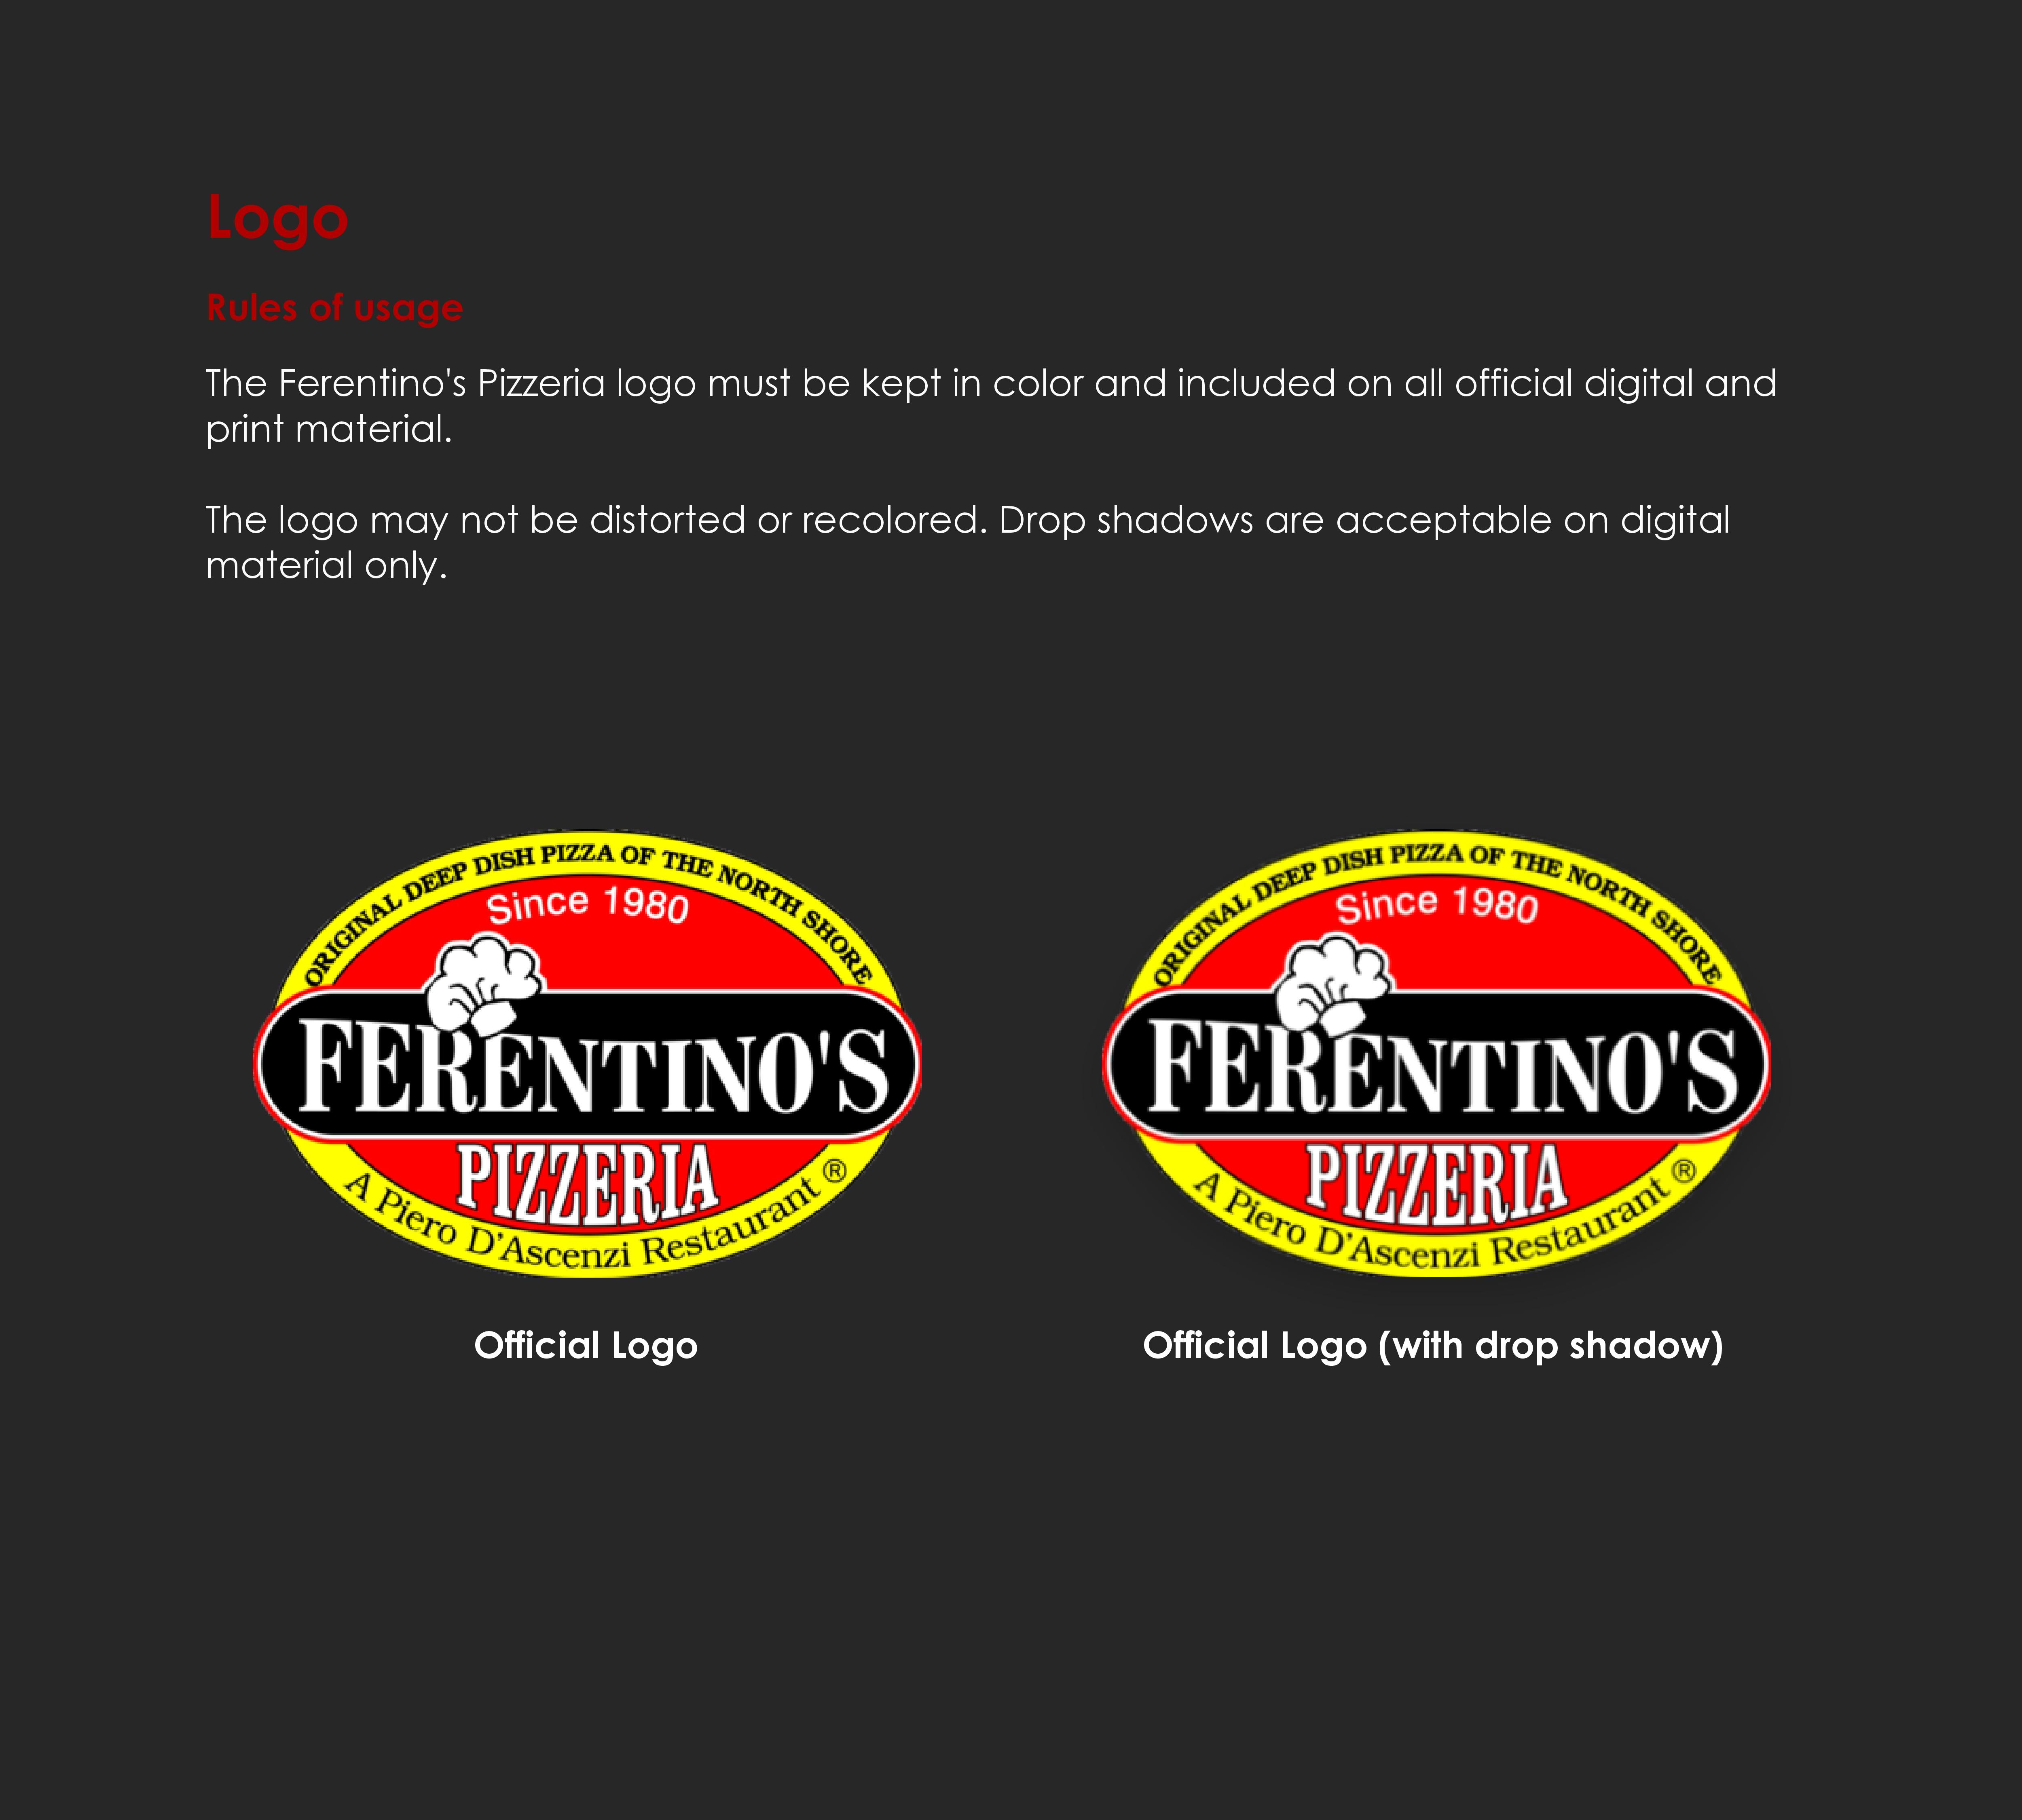 Logo
Rules of usage
The Ferentino's Pizzeria logo must be kept in color and included on all official digital and
print material.
The logo may not be distorted or recolored. Drop shadows are acceptable on digital
material only.
ORIGINAL DEEP DISH PIZZA OF THE NORTH SHORE
Since 1980
FERENTINO'S
PIZZERIA
A Piero D’Ascenzi Restaurant ®
Official Logo
ORIGINAL DEEP DISH PIZZA OF THE NORTH SHORE
Since 1980
FERENTINO'S
PIZZERIA
A Piero D’Ascenzi Restaurant ®
Official Logo (with drop shadow)